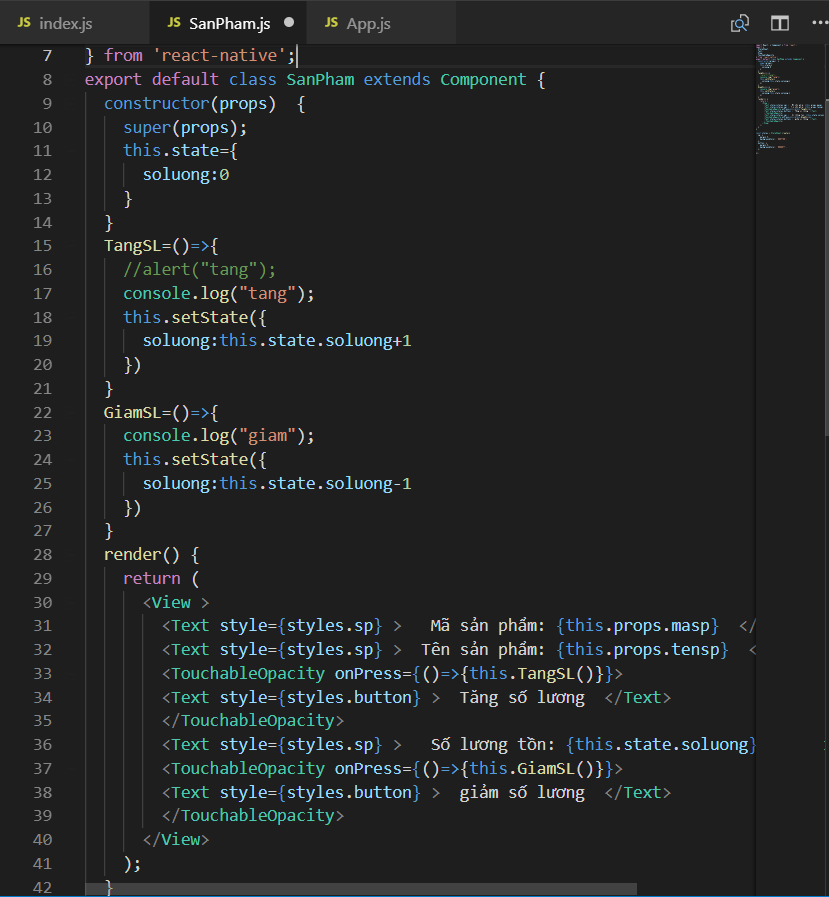 JS index.js JS SanPham.js ● JS App.js
7 } from 'react-native';
8 export default class SanPham extends Component {
9 constructor(props)  {
10 super(props);
11 this.state={
12 soluong:0
13 }
14 }
15 TangSL=()=>{
16 //alert("tang");
17 console.log("tang");
18 this.setState({
19 soluong:this.state.soluong+1
20 })
21 }
22 GiamSL=()=>{
23 console.log("giam");
24 this.setState({
25 soluong:this.state.soluong-1
26 })
27 }
28 render() {
29 return (
30 <View >
31 <Text style={styles.sp} >   Mã sản phẩm: {this.props.masp}  </
32 <Text style={styles.sp} >  Tên sản phẩm: {this.props.tensp}  <
33 <TouchableOpacity onPress={()=>{this.TangSL()}}>
34 <Text style={styles.button} >  Tăng số lương  </Text>
35 </TouchableOpacity>
36 <Text style={styles.sp} >   Số lương tồn: {this.state.soluong}
37 <TouchableOpacity onPress={()=>{this.GiamSL()}}>
38 <Text style={styles.button} >  giảm số lương  </Text>
39 </TouchableOpacity>
40 </View>
41 );
42 }